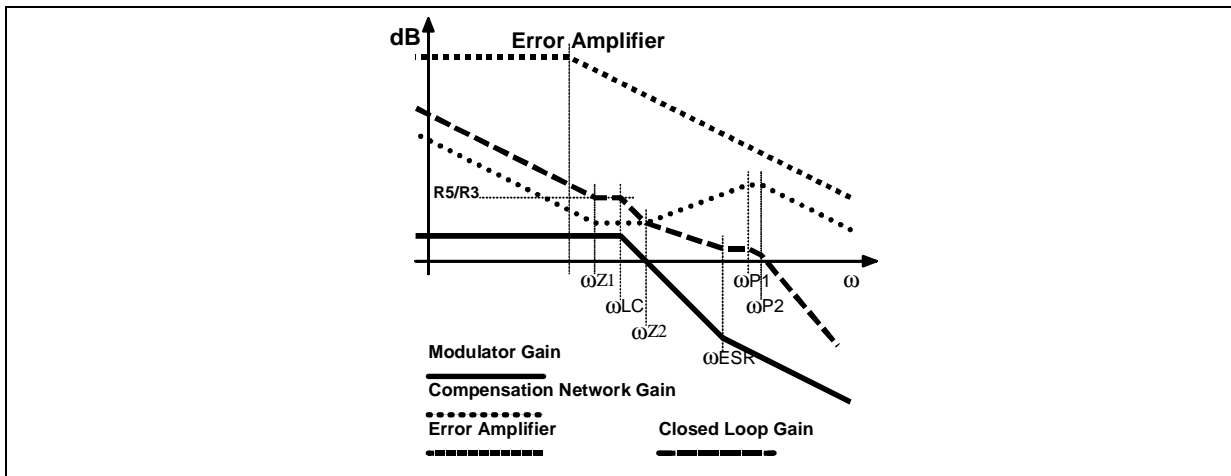 dB
Error Amplifier
R5/R3
ωZ1
ωP1
ω
ωLC
ωP2
ωZ2
ωESR
Modulator Gain
Compensation Network Gain
Error Amplifier
Closed Loop Gain